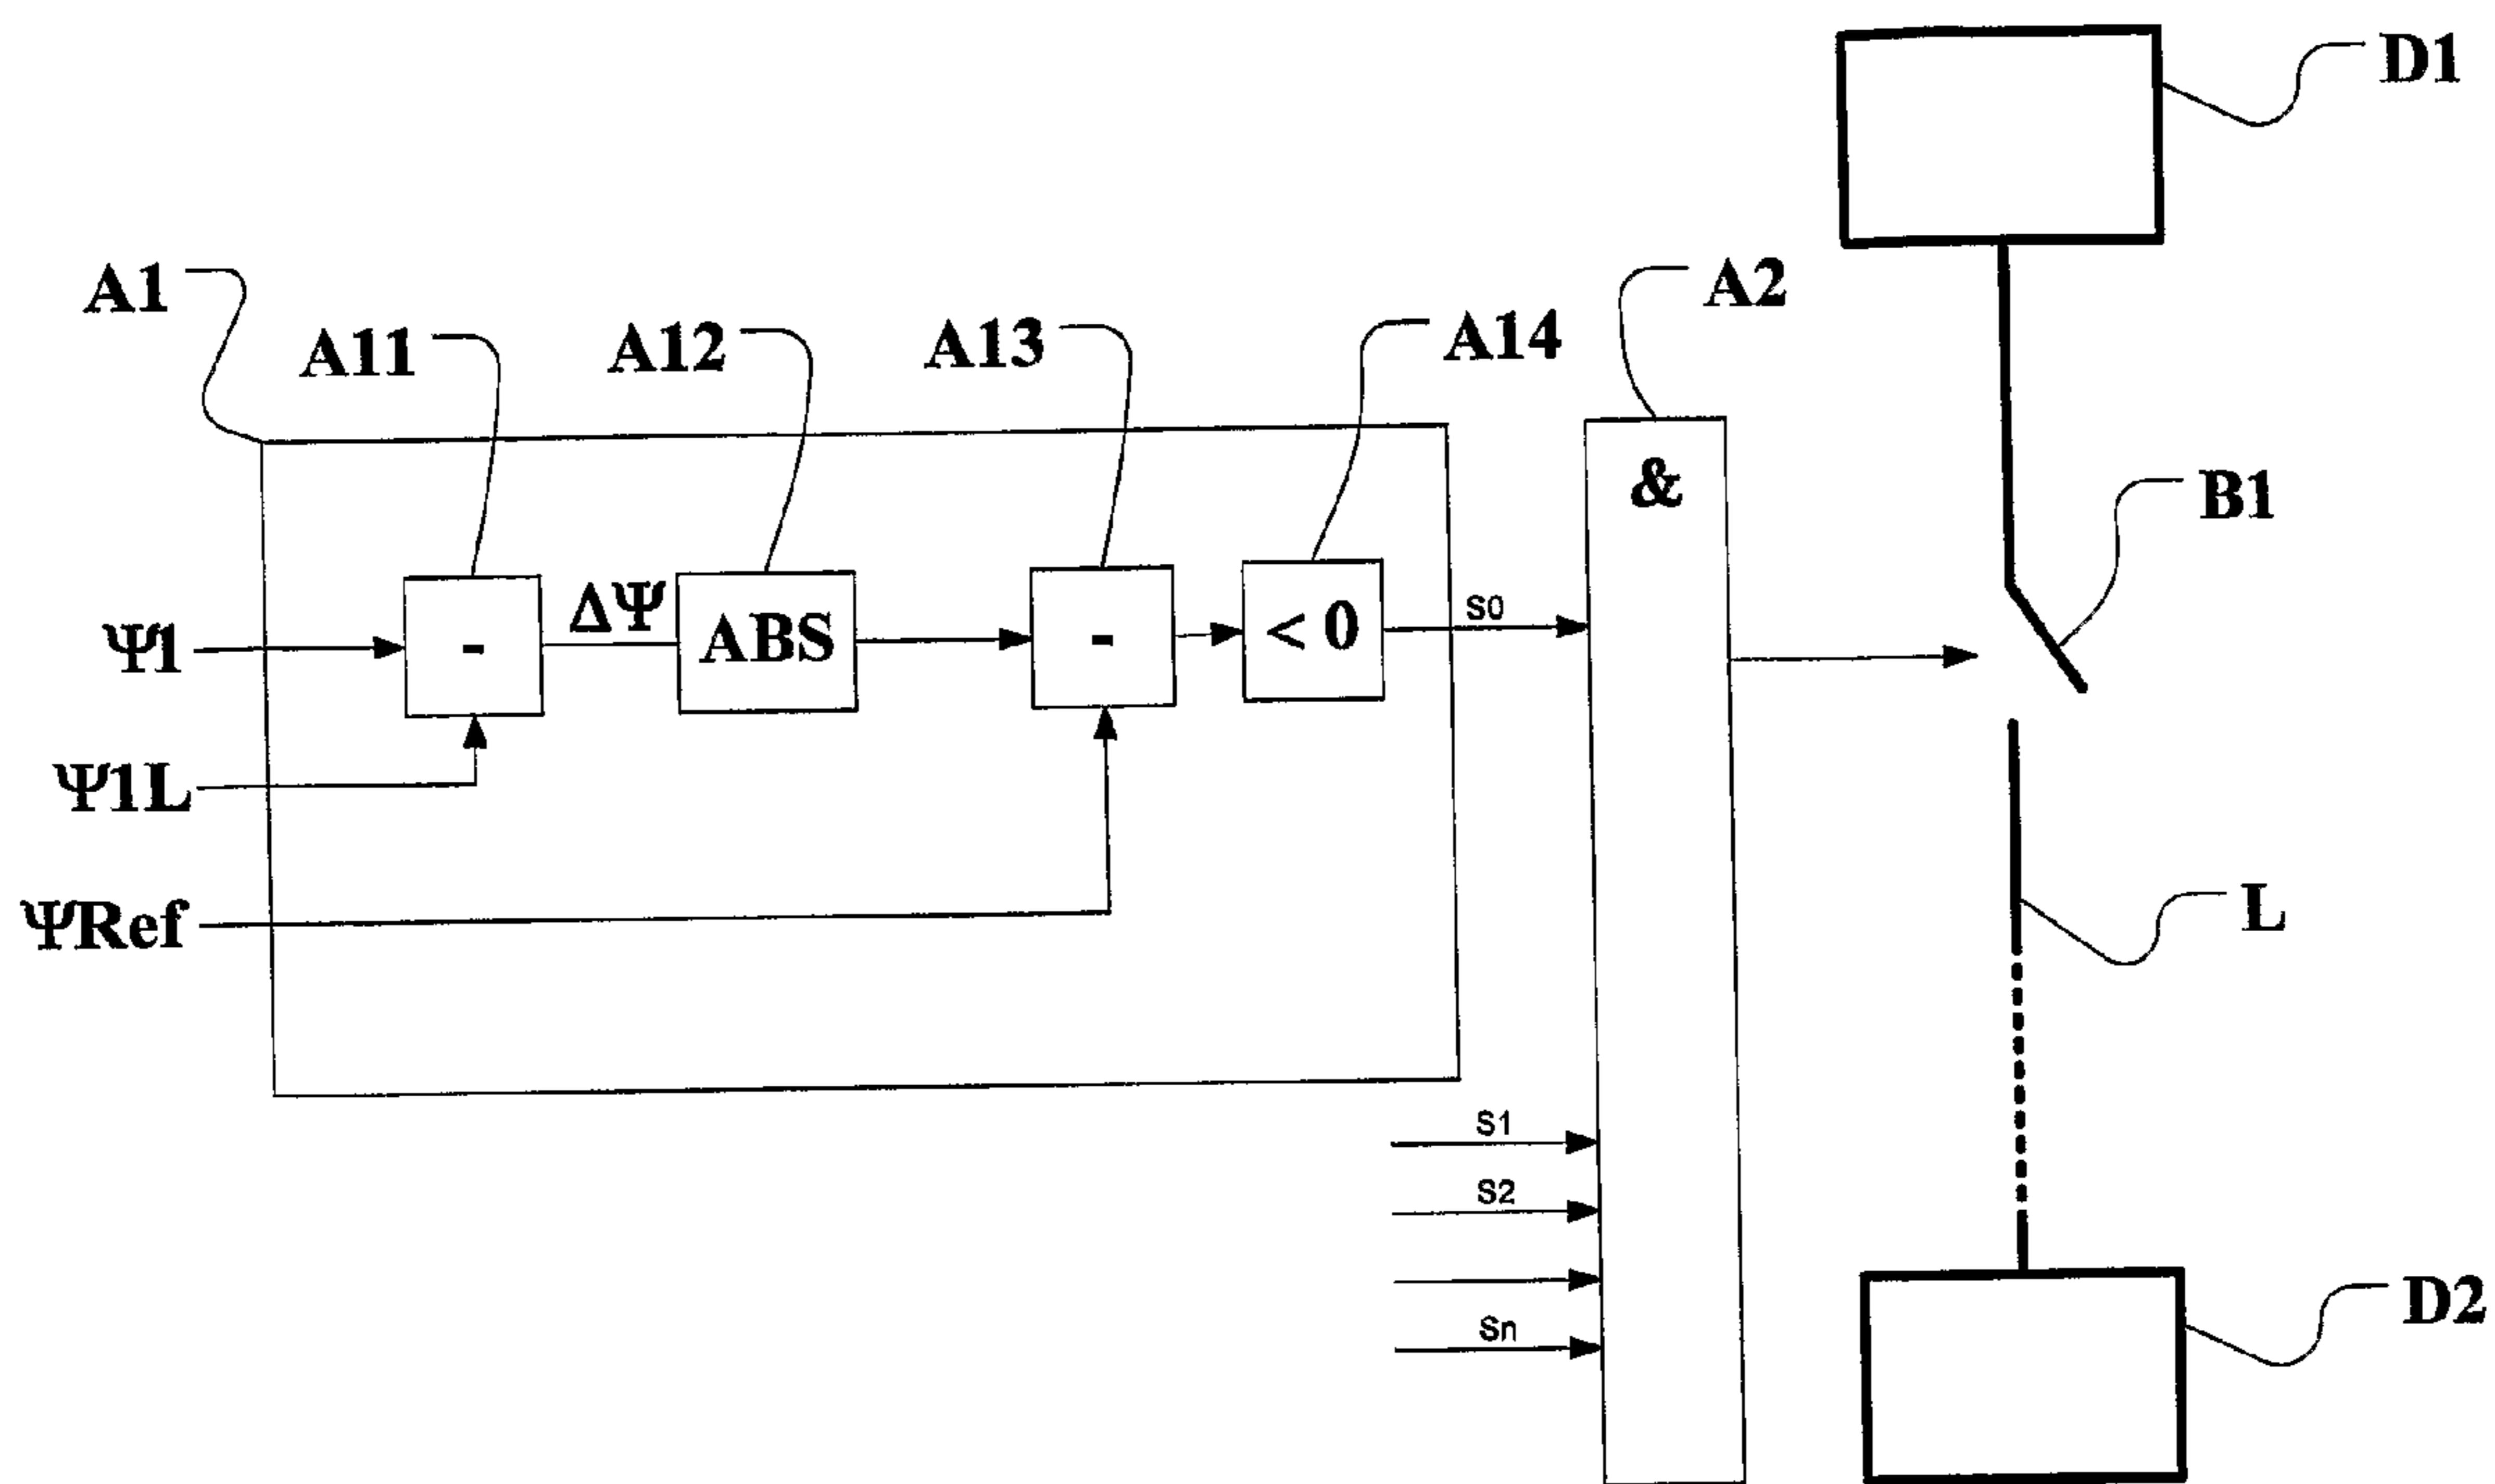 D1
A1
A2
A11
A12
A13
A14
&
B1
Ψ1
-
ΔΨ
ABS
-
< 0
S0
Ψ1L
ΨRef
L
S1
S2
Sn
D2